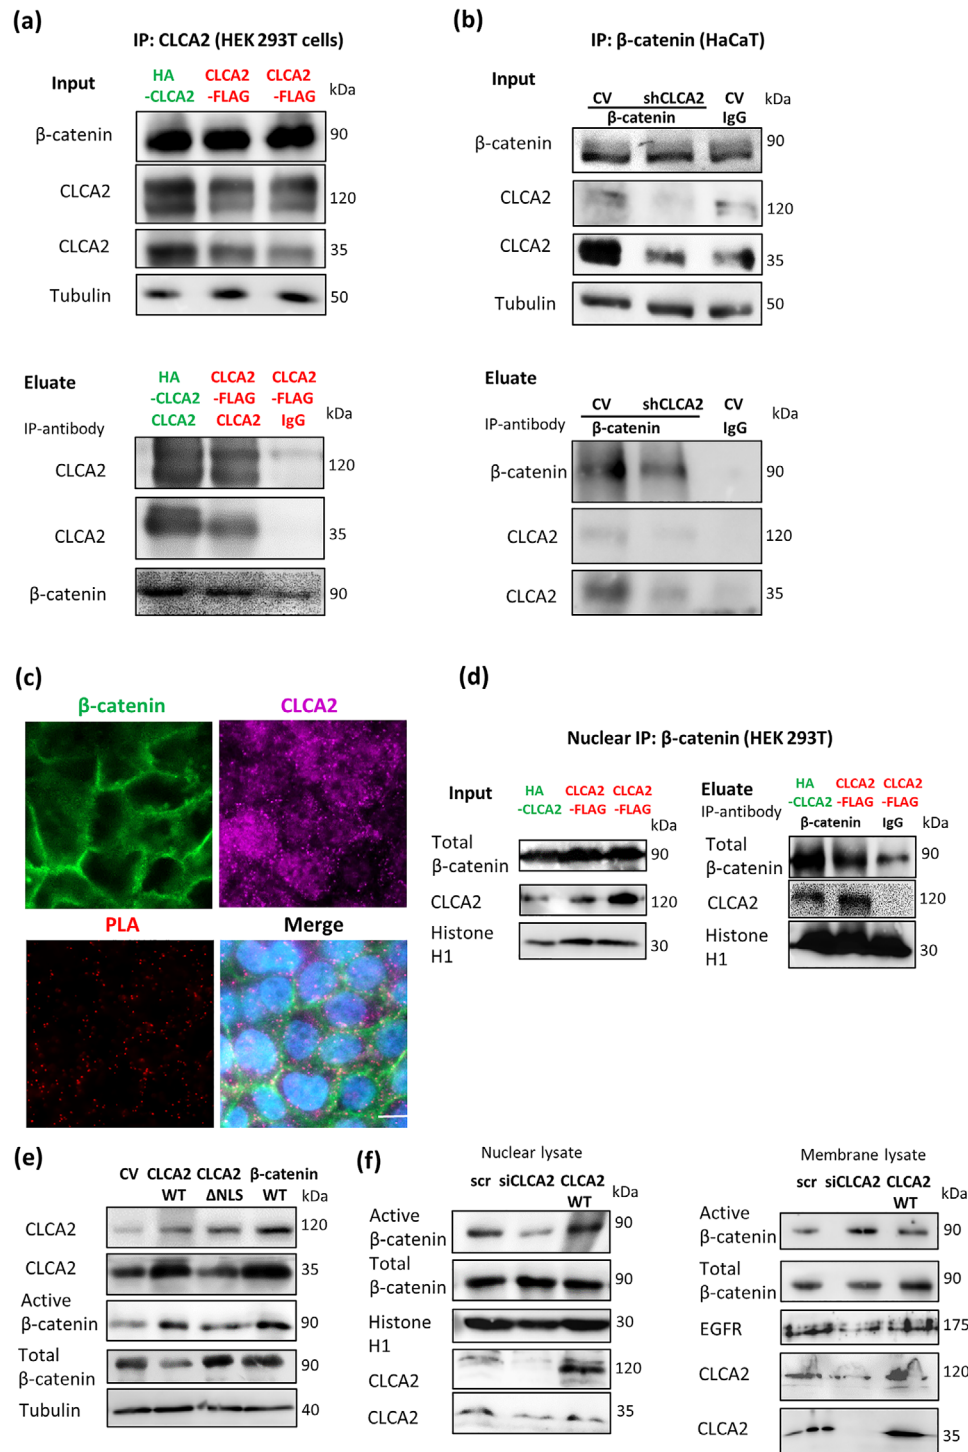 (a)
IP: CLCA2 (HEK 293T cells)
Input
HA CLCA2 CLCA2
-CLCA2 -FLAG -FLAG kDa
β-catenin 90
CLCA2 120
CLCA2 35
Tubulin 50
Eluate
HA CLCA2 CLCA2
-CLCA2 -FLAG -FLAG
IP-antibody CLCA2 CLCA2 IgG kDa
CLCA2 120
CLCA2 35
β-catenin 90
(b)
IP: β-catenin (HaCaT)
Input
CV shCLCA2 CV kDa
β-catenin IgG
β-catenin 90
CLCA2 120
CLCA2 35
Tubulin 50
Eluate
CV shCLCA2 CV
IP-antibody β-catenin IgG kDa
β-catenin 90
CLCA2 120
CLCA2 35
(c)
β-catenin CLCA2
PLA Merge
(d)
Nuclear IP: β-catenin (HEK 293T)
Input
HA CLCA2 CLCA2
-CLCA2 -FLAG -FLAG
kDa
Total
β-catenin 90
CLCA2 120
Histone
H1 30
Eluate
HA CLCA2 CLCA2
IP-antibody -CLCA2 -FLAG -FLAG
β-catenin IgG kDa
Total
β-catenin 90
CLCA2 120
Histone
H1 30
(e)
CV CLCA2 CLCA2 β-catenin
WT ΔNLS WT kDa
CLCA2 120
CLCA2 35
Active
β-catenin 90
Total
β-catenin 90
Tubulin 40
(f)
Nuclear lysate
scr siCLCA2 CLCA2
WT kDa
Active
β-catenin 90
Total
β-catenin 90
Histone
H1 30
CLCA2 120
CLCA2 35
Membrane lysate
scr siCLCA2 CLCA2
WT kDa
Active
β-catenin 90
Total
β-catenin 90
EGFR 175
CLCA2 120
CLCA2 35